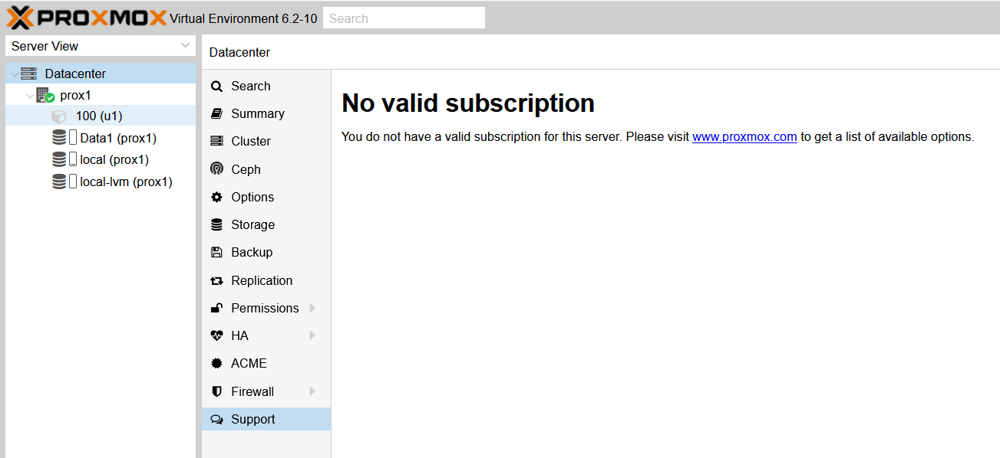 PROXMOX Virtual Environment 6.2-10 Search
Server View
Datacenter
prox1
100 (u1)
Data1 (prox1)
local (prox1)
local-lvm (prox1)
Datacenter
Search
Summary
Cluster
Ceph
Options
Storage
Backup
Replication
Permissions
HA
ACME
Firewall
Support
No valid subscription
You do not have a valid subscription for this server. Please visit www.proxmox.com to get a list of available options.